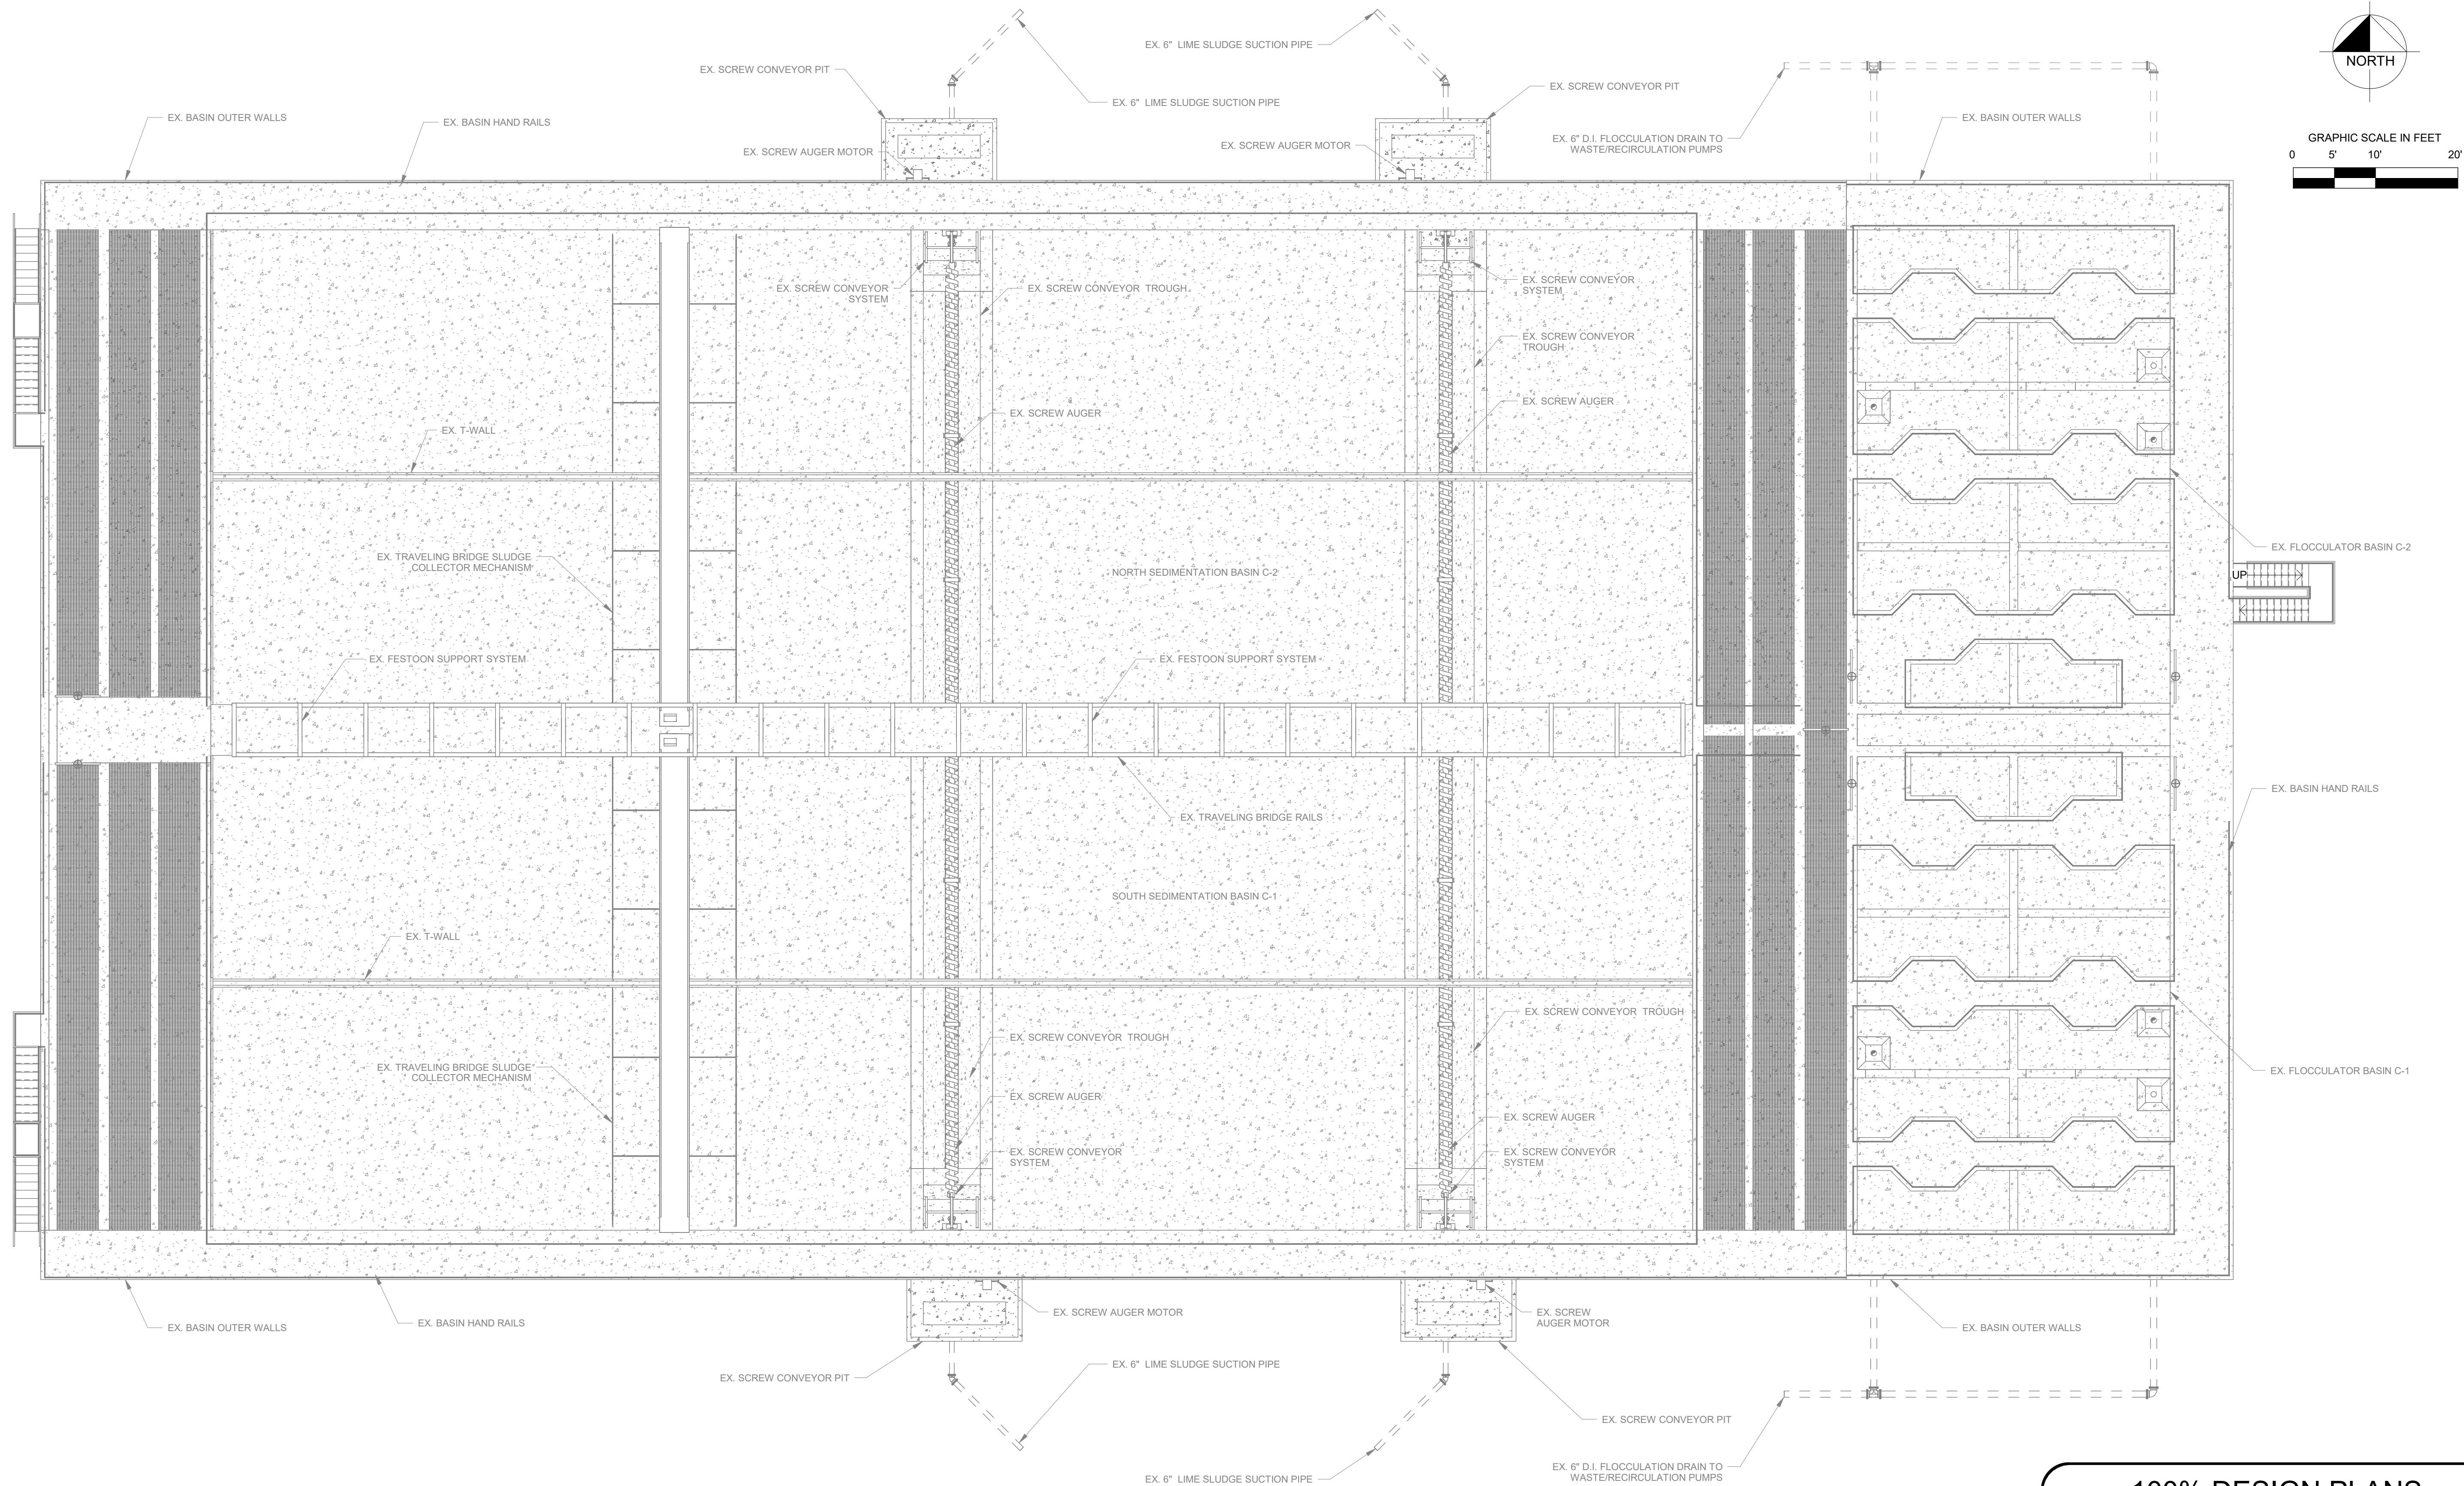 EX. 6" LIME SLUDGE SUCTION PIPE
NORTH
EX. SCREW CONVEYOR PIT
EX. SCREW CONVEYOR PIT
EX. 6" LIME SLUDGE SUCTION PIPE
EX. BASIN OUTER WALLS
EX. BASIN HAND RAILS
EX. BASIN OUTER WALLS
EX. 6" D.I. FLOCCULATION DRAIN TO
WASTE/RECIRCULATION PUMPS
GRAPHIC SCALE IN FEET
0 5' 10' 20'
EX. SCREW AUGER MOTOR
EX. SCREW AUGER MOTOR
EX. SCREW CONVEYOR
SYSTEM
EX. SCREW CONVEYOR TROUGH
EX. SCREW CONVEYOR
SYSTEM
EX. SCREW CONVEYOR
TROUGH
EX. SCREW AUGER
EX. SCREW AUGER
EX. T-WALL
EX. TRAVELING BRIDGE SLUDGE
COLLECTOR MECHANISM
NORTH SEDIMENTATION BASIN C-2
EX. FLOCCULATOR BASIN C-2
UP
EX. FESTOON SUPPORT SYSTEM
EX. FESTOON SUPPORT SYSTEM
EX. BASIN HAND RAILS
EX. TRAVELING BRIDGE RAILS
SOUTH SEDIMENTATION BASIN C-1
EX. T-WALL
EX. SCREW CONVEYOR TROUGH
EX. SCREW CONVEYOR TROUGH
EX. TRAVELING BRIDGE SLUDGE
COLLECTOR MECHANISM
EX. FLOCCULATOR BASIN C-1
EX. SCREW AUGER
EX. SCREW AUGER
EX. SCREW CONVEYOR
SYSTEM
EX. SCREW CONVEYOR
SYSTEM
EX. SCREW AUGER MOTOR
EX. SCREW
AUGER MOTOR
EX. BASIN OUTER WALLS
EX. BASIN HAND RAILS
EX. BASIN OUTER WALLS
EX. 6" LIME SLUDGE SUCTION PIPE
EX. SCREW CONVEYOR PIT
EX. SCREW CONVEYOR PIT
EX. 6" LIME SLUDGE SUCTION PIPE
EX. 6" D.I. FLOCCULATION DRAIN TO
WASTE/RECIRCULATION PUMPS
100% DESIGN PLANS